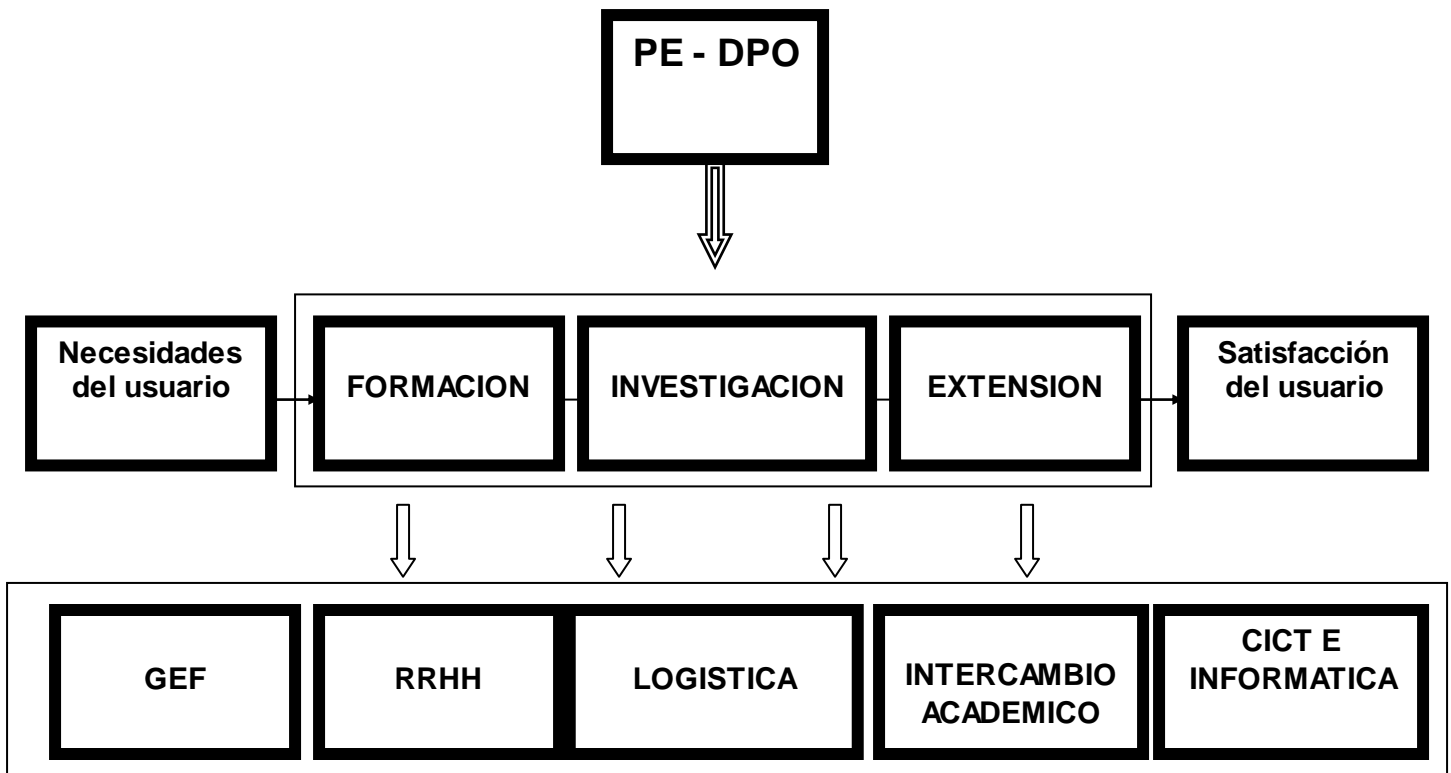 PE - DPO
Necesidades
del usuario
FORMACION
INVESTIGACION
EXTENSION
Satisfacción
del usuario
GEF
RRHH
LOGISTICA
INTERCAMBIO
ACADEMICO
CICT E
INFORMATICA